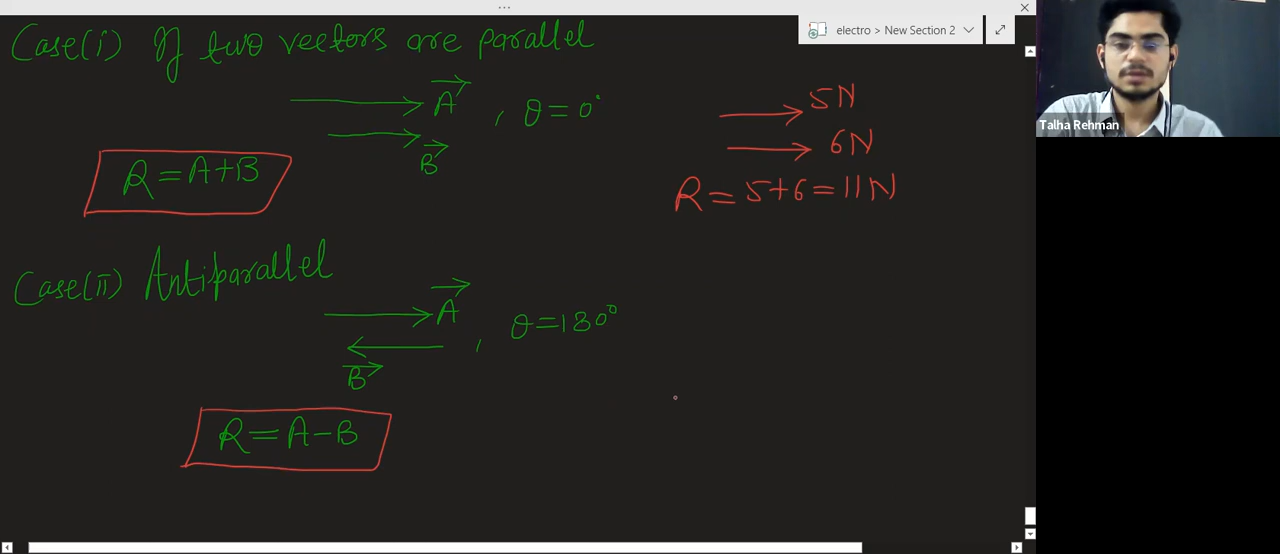 electro > New Section 2
Talha Rehman
Case(i) If two vectors are parallel
A , θ = 0°
B
R = A+B
5N
6N
R = 5+6 = 11N
Case(ii) Antiparallel
A , θ = 180°
B
R = A-B